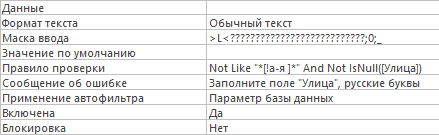 Данные
Формат текста Обычный текст
Маска ввода >L<????????????????????????????;0;_
Значение по умолчанию
Правило проверки Not Like "*[!а-я ]*" And Not IsNull([Улица])
Сообщение об ошибке Заполните поле "Улица", русские буквы
Применение автофильтра Параметр базы данных
Включена Да
Блокировка Нет